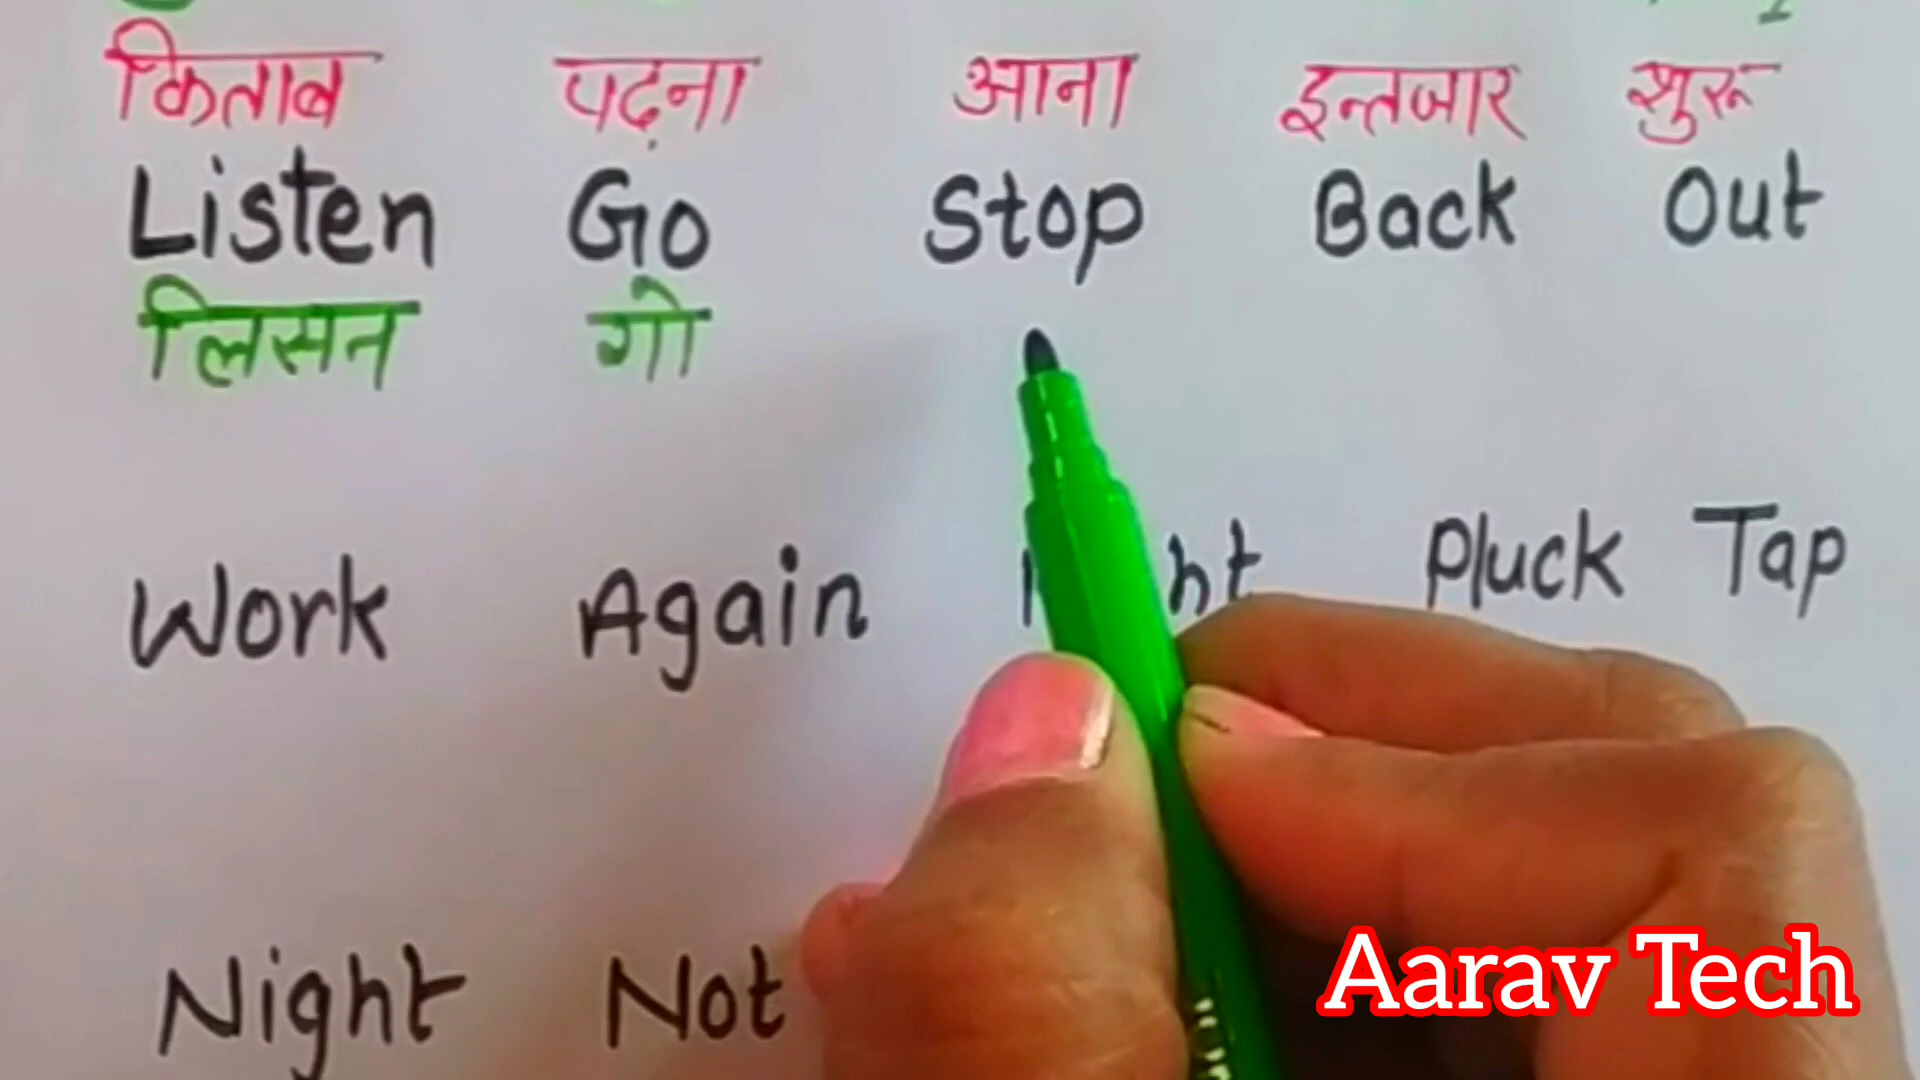 किताब पढ़ना आना इन्तजार शुरू
Listen Go Stop Back Out
लिसन गो
Work Again Pluck Tap
Night Not
Aarav Tech